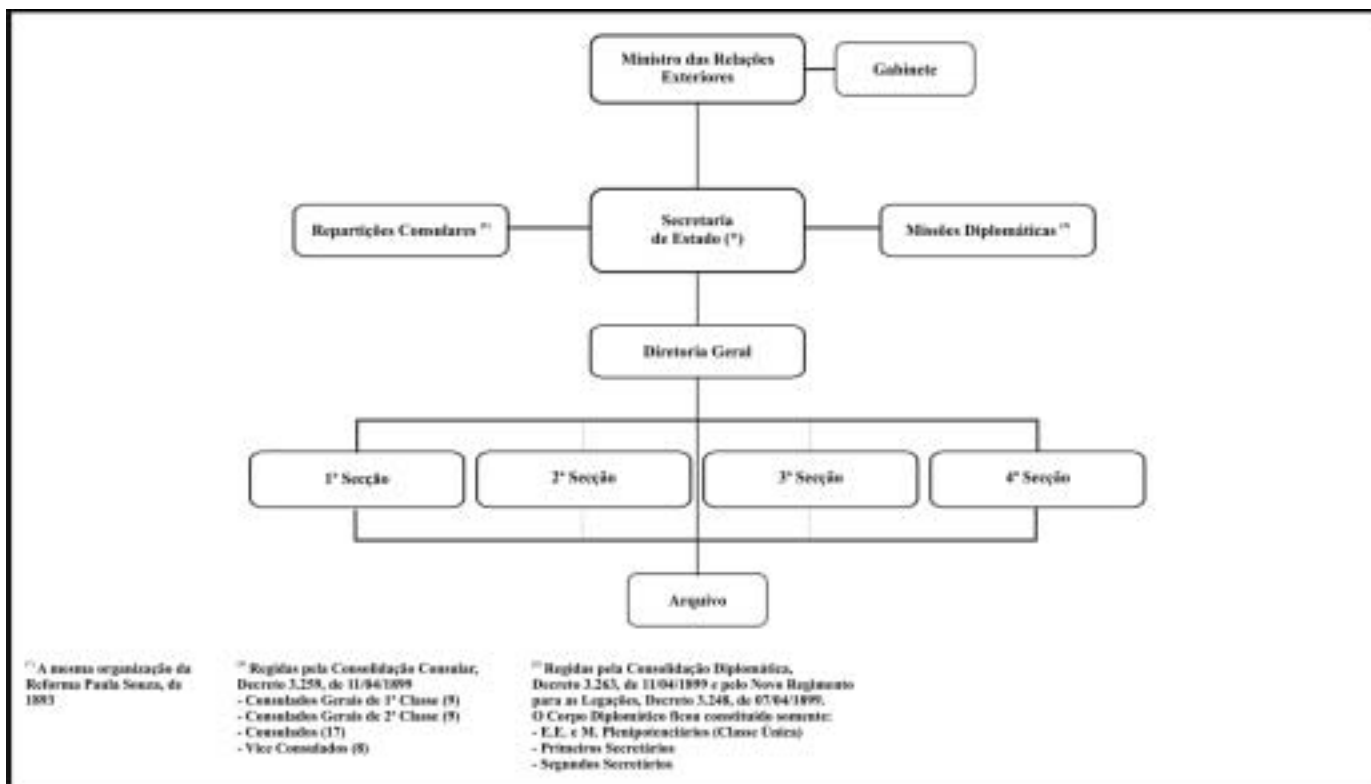 Ministro das Relações
Exteriores
Gabinete
Repartições Consulares
Secretaria
de Estado (*)
Missões Diplomáticas
Diretoria Geral
1ª Secção
2ª Secção
3ª Secção
4ª Secção
Arquivo
(*) A mesma organização da
Reforma Paula Souza, de
1893
Regidas pela Consolidação Consular,
Decreto 3.259, de 11/04/1899
- Consulados Gerais de 1ª Classe (9)
- Consulados Gerais de 2ª Classe (9)
- Consulados (17)
- Vice Consulados (8)
Regidas pela Consolidação Diplomática,
Decreto 3.263, de 11/04/1899 e pelo Novo Regimento
para as Legações, Decreto 3.248, de 07/04/1899.
O Corpo Diplomático ficou constituído somente:
- E.E. e M. Plenipotenciários (Classe Única)
- Primeiros Secretários
- Segundos Secretários